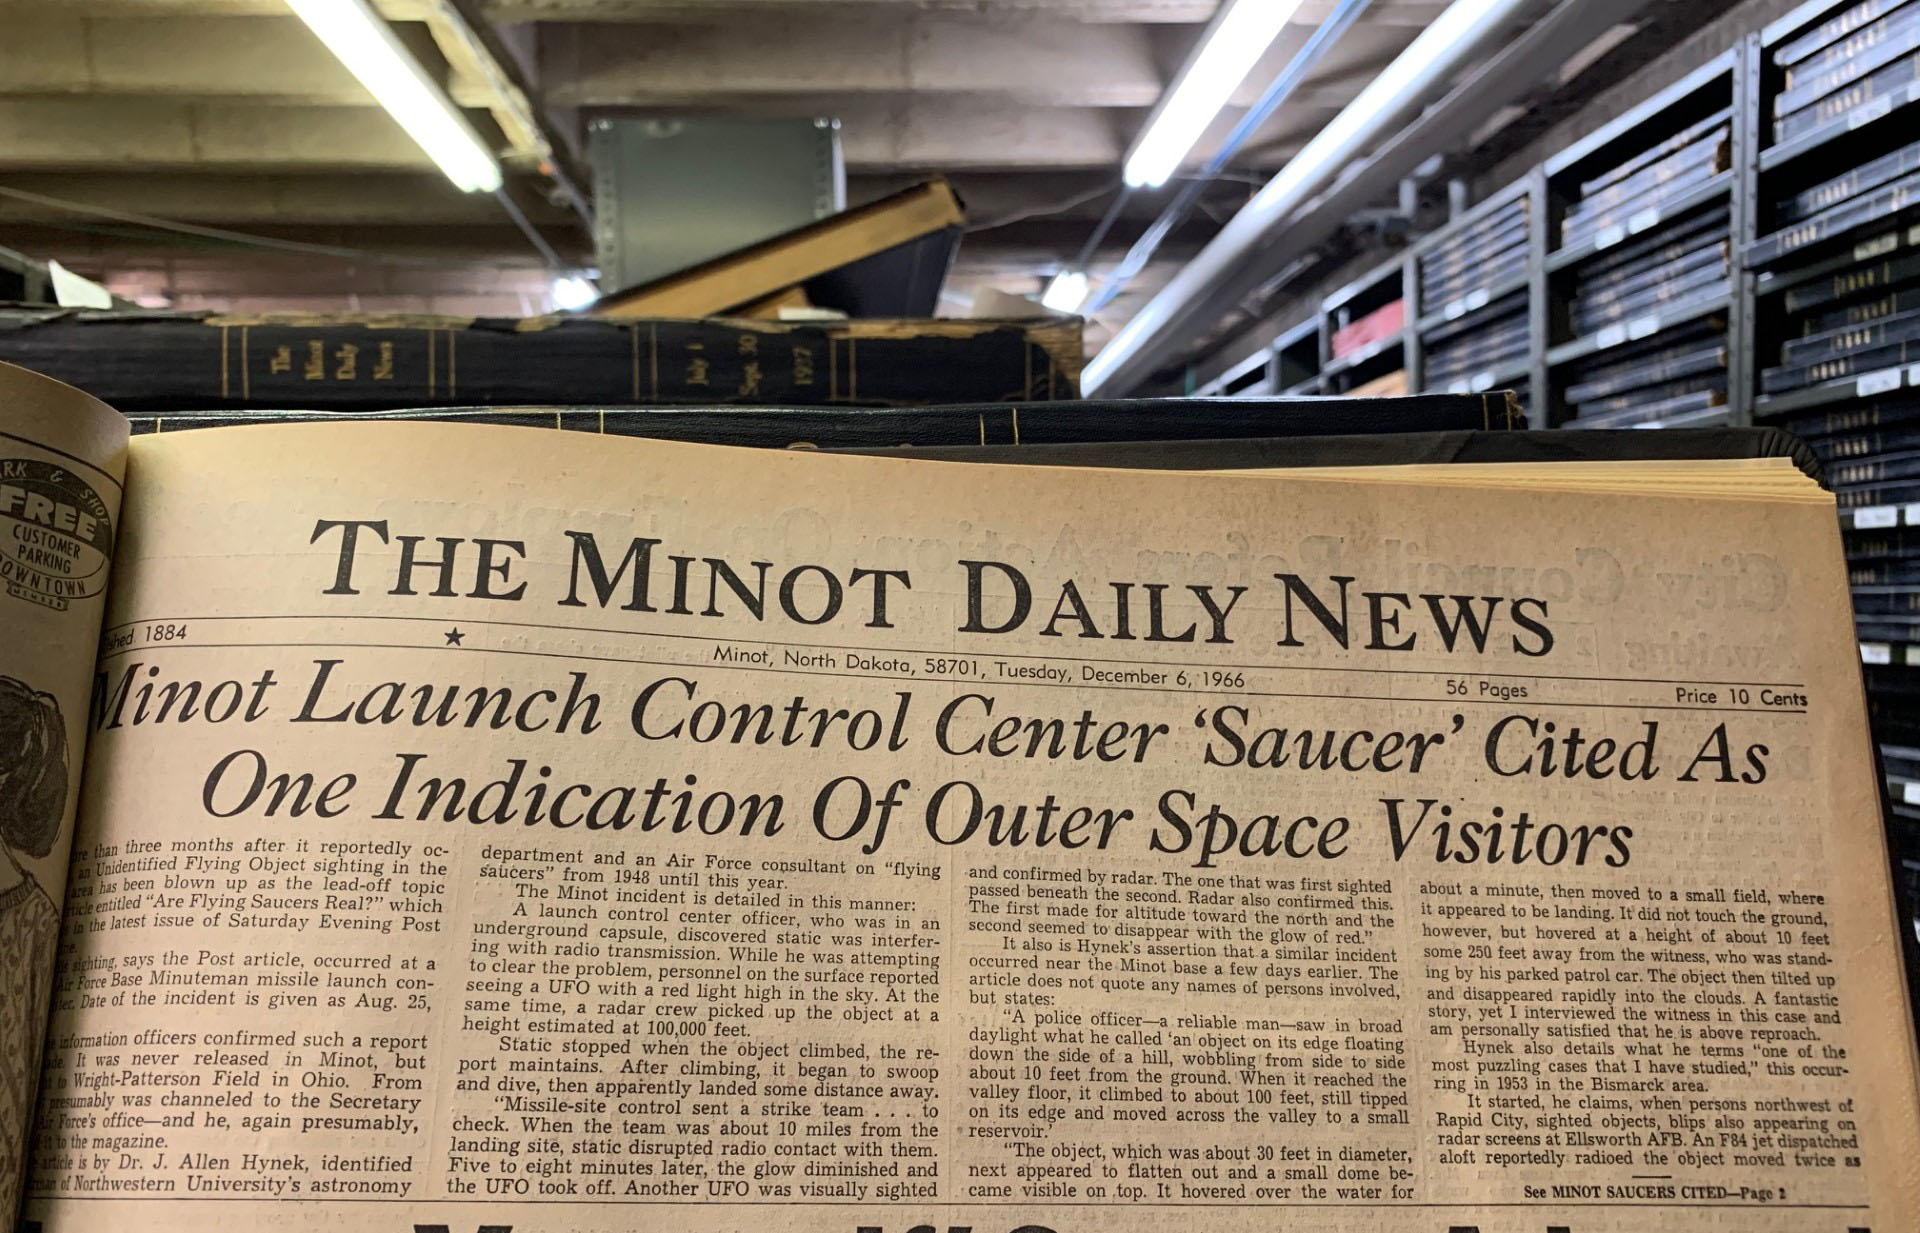 The
Minot
Daily
News
July 1
Sept. 30
1927
RK & SHOP
FREE
CUSTOMER
PARKING
DOWNTOWN
MEMBER
THE MINOT DAILY NEWS
1884
★
Minot, North Dakota, 58701, Tuesday, December 6, 1966
56 Pages
Price 10 Cents
Minot Launch Control Center ‘Saucer’ Cited As
One Indication Of Outer Space Visitors
than three months after it reportedly oc-
an Unidentified Flying Object sighting in the
area has been blown up as the lead-off topic
entitled “Are Flying Saucers Real?” which
in the latest issue of Saturday Evening Post
sighting, says the Post article, occurred at a
Force Base Minuteman missile launch con-
Date of the incident is given as Aug. 25,
information officers confirmed such a report
It was never released in Minot, but
to Wright-Patterson Field in Ohio. From
presumably was channeled to the Secretary
Force’s office—and he, again presumably,
it to the magazine.
article is by Dr. J. Allen Hynek, identified
of Northwestern University’s astronomy
department and an Air Force consultant on “flying
saucers” from 1948 until this year.
The Minot incident is detailed in this manner:
A launch control center officer, who was in an
underground capsule, discovered static was interfer-
ing with radio transmission. While he was attempting
to clear the problem, personnel on the surface reported
seeing a UFO with a red light high in the sky. At the
same time, a radar crew picked up the object at a
height estimated at 100,000 feet.
Static stopped when the object climbed, the re-
port maintains. After climbing, it began to swoop
and dive, then apparently landed some distance away.
“Missile-site control sent a strike team . . . to
check. When the team was about 10 miles from the
landing site, static disrupted radio contact with them.
Five to eight minutes later, the glow diminished and
the UFO took off. Another UFO was visually sighted
and confirmed by radar. The one that was first sighted
passed beneath the second. Radar also confirmed this.
The first made for altitude toward the north and the
second seemed to disappear with the glow of red.”
It also is Hynek’s assertion that a similar incident
occurred near the Minot base a few days earlier. The
article does not quote any names of persons involved,
but states:
“A police officer—a reliable man—saw in broad
daylight what he called ‘an object on its edge floating
down the side of a hill, wobbling from side to side
about 10 feet from the ground. When it reached the
valley floor, it climbed to about 100 feet, still tipped
on its edge and moved across the valley to a small
reservoir.’
“The object, which was about 30 feet in diameter,
next appeared to flatten out and a small dome be-
came visible on top. It hovered over the water for
about a minute, then moved to a small field, where
it appeared to be landing. It did not touch the ground,
however, but hovered at a height of about 10 feet
some 250 feet away from the witness, who was stand-
ing by his parked patrol car. The object then tilted up
and disappeared rapidly into the clouds. A fantastic
story, yet I interviewed the witness in this case and
am personally satisfied that he is above reproach.
Hynek also details what he terms “one of the
most puzzling cases that I have studied,” this occur-
ring in 1953 in the Bismarck area.
It started, he claims, when persons northwest of
Rapid City, sighted objects, blips also appearing on
radar screens at Ellsworth AFB. An F84 jet dispatched
aloft reportedly radioed the object moved twice as
See MINOT SAUCERS CITED—Page 2